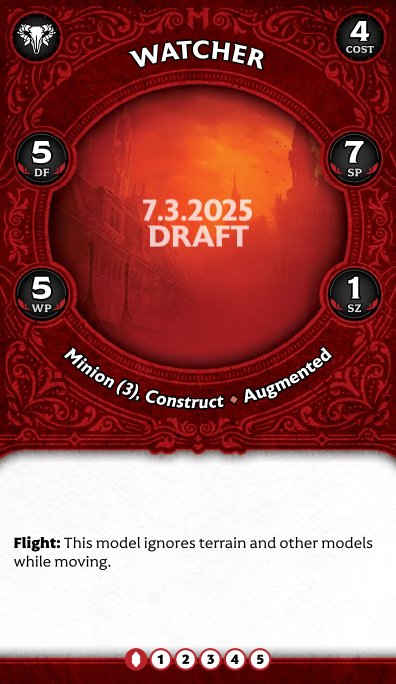 WATCHER
4
COST
5
DF
7
SP
7.3.2025
DRAFT
5
WP
1
SZ
Minion (3), Construct • Augmented
Flight: This model ignores terrain and other models
while moving.
1 2 3 4 5